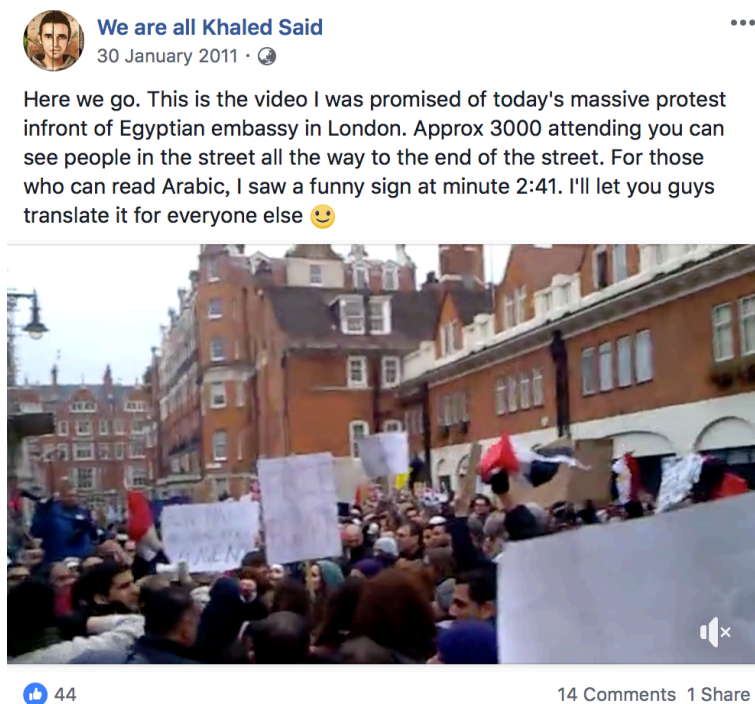 We are all Khaled Said
30 January 2011 ·
Here we go. This is the video I was promised of today's massive protest
infront of Egyptian embassy in London. Approx 3000 attending you can
see people in the street all the way to the end of the street. For those
who can read Arabic, I saw a funny sign at minute 2:41. I'll let you guys
translate it for everyone else 🙂
44
14 Comments 1 Share